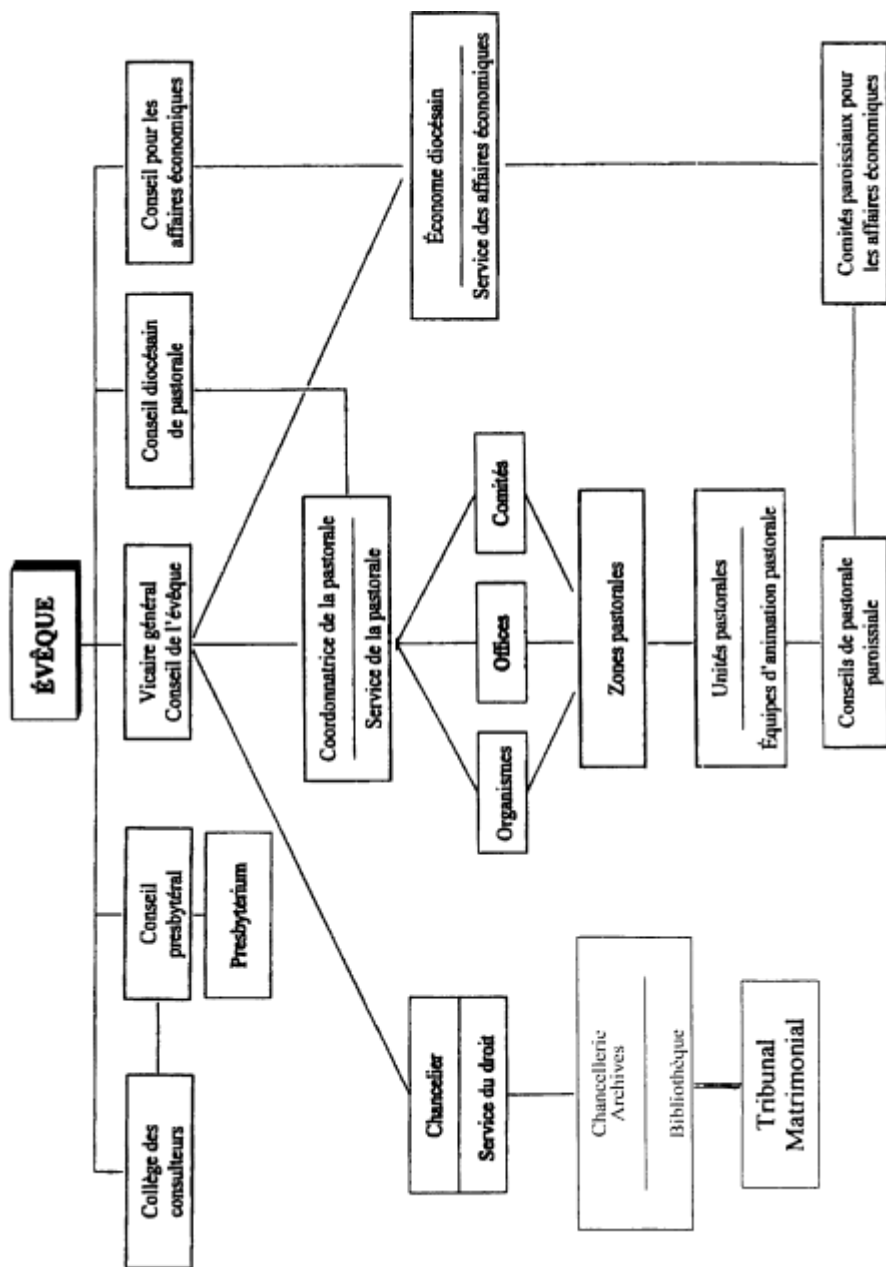 ÉVÊQUE
Collège des
consulteurs
Conseil
presbytéral
Vicaire général
Conseil de l'évêque
Conseil diocésain
de pastorale
Conseil pour les
affaires économiques
Presbytérium
Coordonnatrice de la pastorale
Service de la pastorale
Chancelier
Service du droit
Économe diocésain
Service des affaires économiques
Organismes
Offices
Comités
Chancellerie
Archives
Bibliothèque
Zones pastorales
Tribunal
Matrimonial
Unités pastorales
Équipes d'animation pastorale
Conseils de pastorale
paroissiale
Comités paroissiaux pour
les affaires économiques